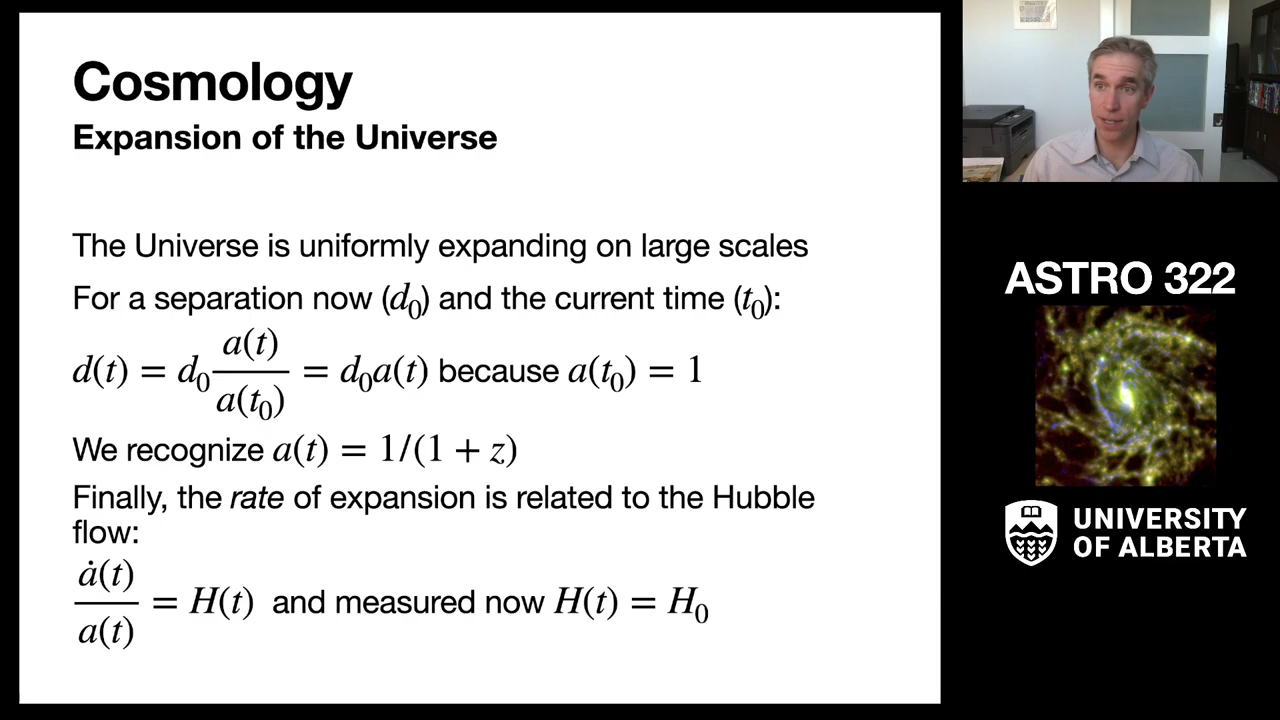 Cosmology
Expansion of the Universe
The Universe is uniformly expanding on large scales
For a separation now (d₀) and the current time (t₀):
d(t) = d₀ a(t)/a(t₀) = d₀a(t) because a(t₀) = 1
We recognize a(t) = 1/(1 + z)
Finally, the rate of expansion is related to the Hubble
flow:
ȧ(t)/a(t) = H(t) and measured now H(t) = H₀
ASTRO 322
UNIVERSITY
OF ALBERTA